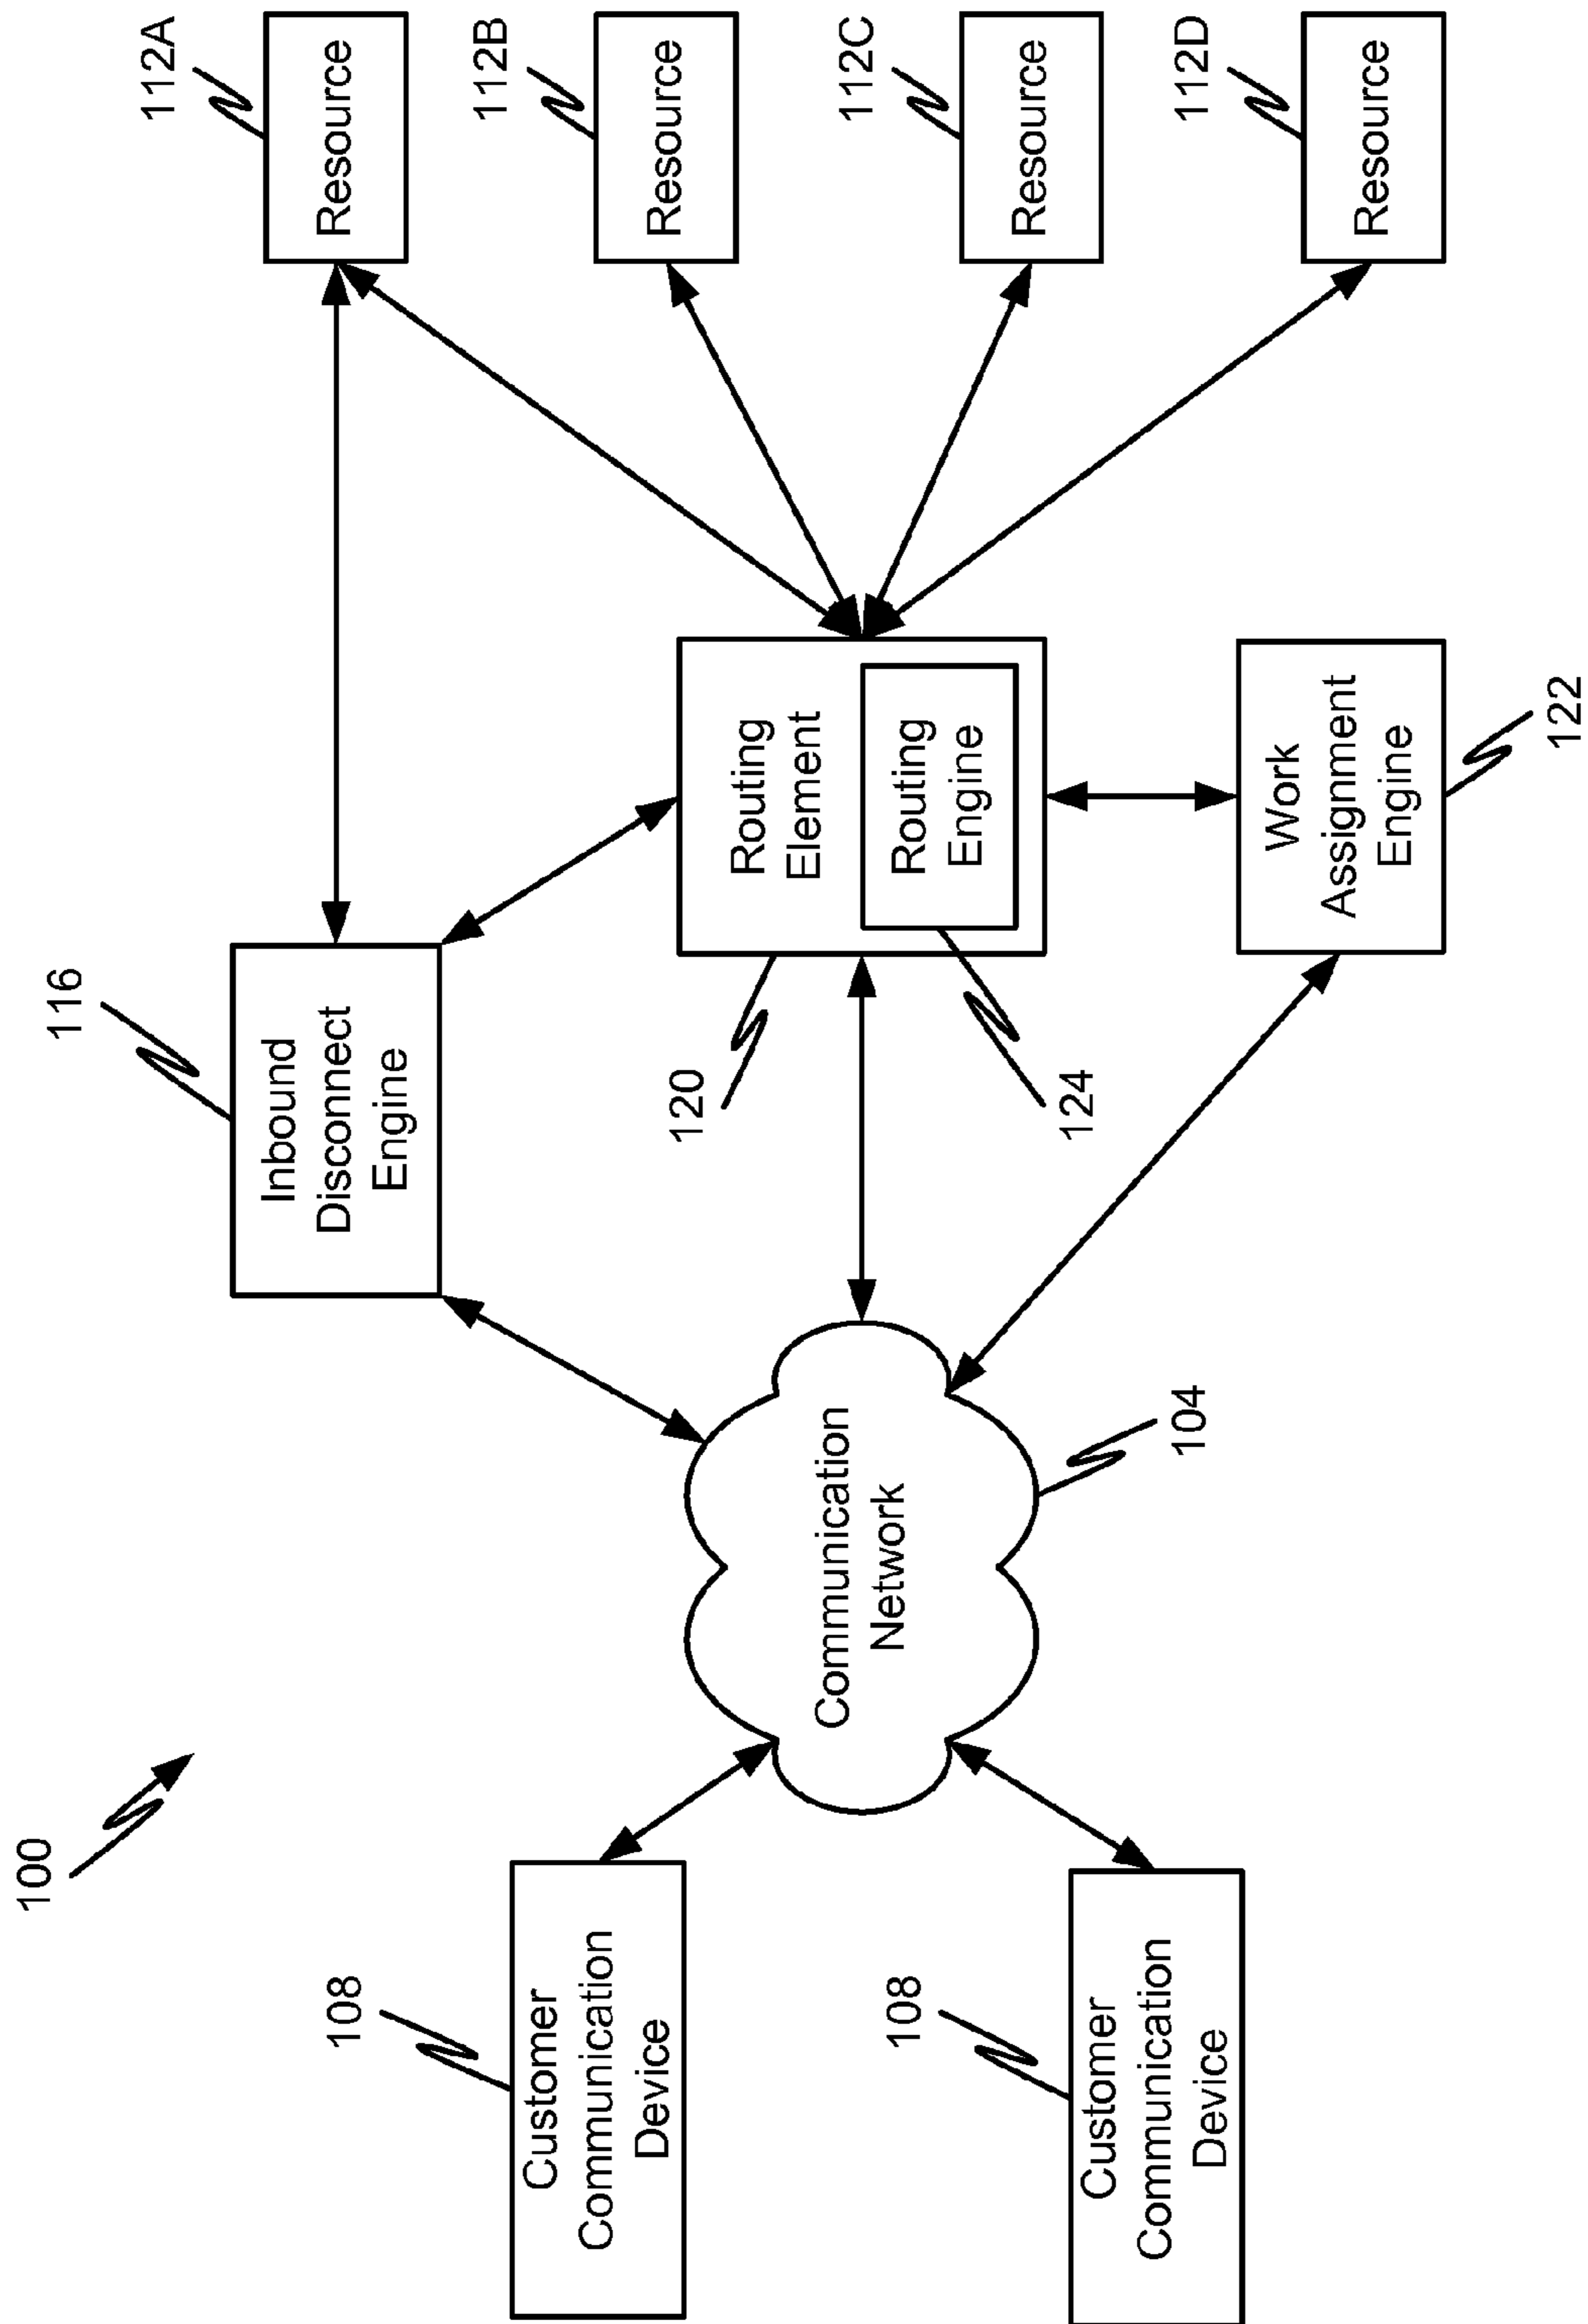 100
108
Customer
Communication
Device
108
Customer
Communication
Device
Communication
Network
104
116
Inbound
Disconnect
Engine
120
Routing
Element
Routing
Engine
124
Work
Assignment
Engine
122
112A
Resource
112B
Resource
112C
Resource
112D
Resource